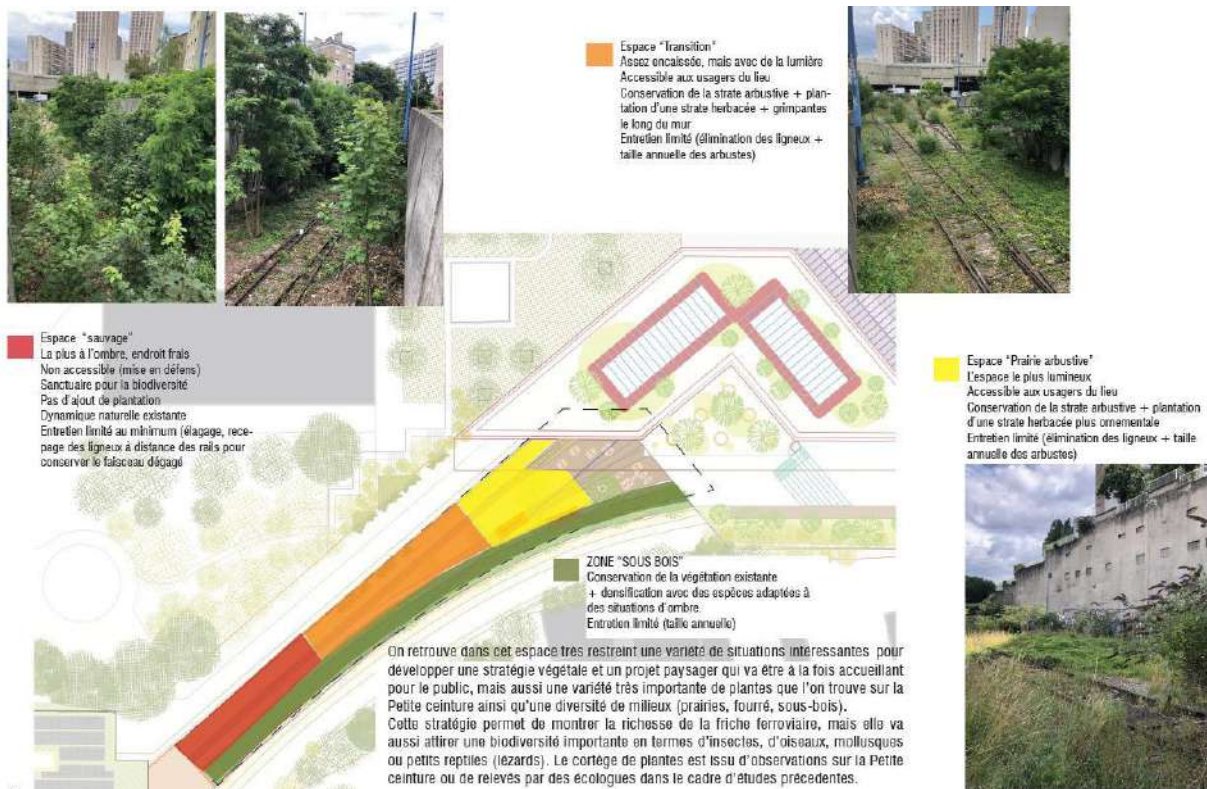 Espace "Transition"
Assez encaissée, mais avec de la lumière
Accessible aux usagers du lieu
Conservation de la strate arbustive + plan-
tation d'une strate herbacée + grimpantes
le long du mur
Entretien limité (élimination des ligneux +
taille annuelle des arbustes)
Espace "sauvage"
La plus à l'ombre, endroit frais
Non accessible (mise en défens)
Sanctuaire pour la biodiversité
Pas d'ajout de plantation
Dynamique naturelle existante
Entretien limité au minimum (élagage, rece-
page des ligneux à distance des rails pour
conserver le faisceau dégagé
Espace "Prairie arbustive"
L'espace le plus lumineux
Accessible aux usagers du lieu
Conservation de la strate arbustive + plantation
d'une strate herbacée plus ornementale
Entretien limité (élimination des ligneux + taille
annuelle des arbustes)
ZONE "SOUS BOIS"
Conservation de la végétation existante
+ densification avec des espèces adaptées à
des situations d'ombre.
Entretien limité (taille annuelle)
On retrouve dans cet espace très restreint une variété de situations intéressantes pour
développer une stratégie végétale et un projet paysager qui va être à la fois accueillant
pour le public, mais aussi une variété très importante de plantes que l'on trouve sur la
Petite ceinture ainsi qu'une diversité de milieux (prairies, fourré, sous-bois).
Cette stratégie permet de montrer la richesse de la friche ferroviaire, mais elle va
aussi attirer une biodiversité importante en termes d'insectes, d'oiseaux, mollusques
ou petits reptiles (lézards). Le cortège de plantes est issu d'observations sur la Petite
ceinture ou de relevés par des écologues dans le cadre d'études précedentes.